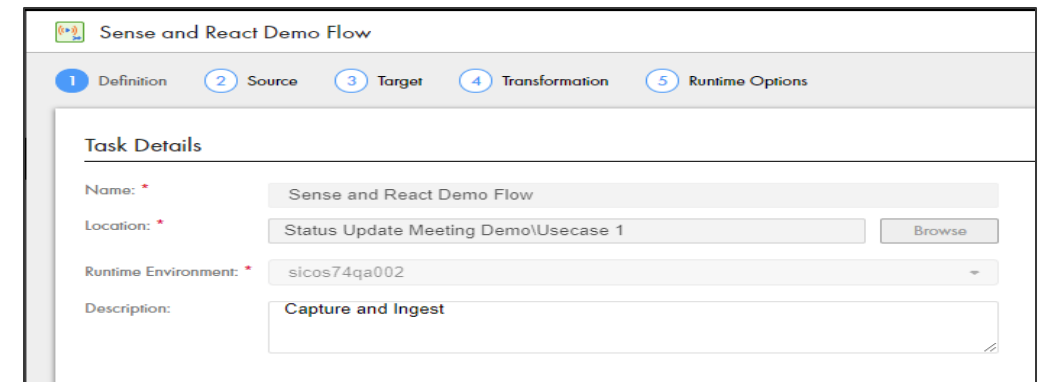 Sense and React Demo Flow
1 Definition 2 Source 3 Target 4 Transformation 5 Runtime Options
Task Details
Name: * Sense and React Demo Flow
Location: * Status Update Meeting Demo\Usecase 1 Browse
Runtime Environment: * sicos74qa002
Description: Capture and Ingest